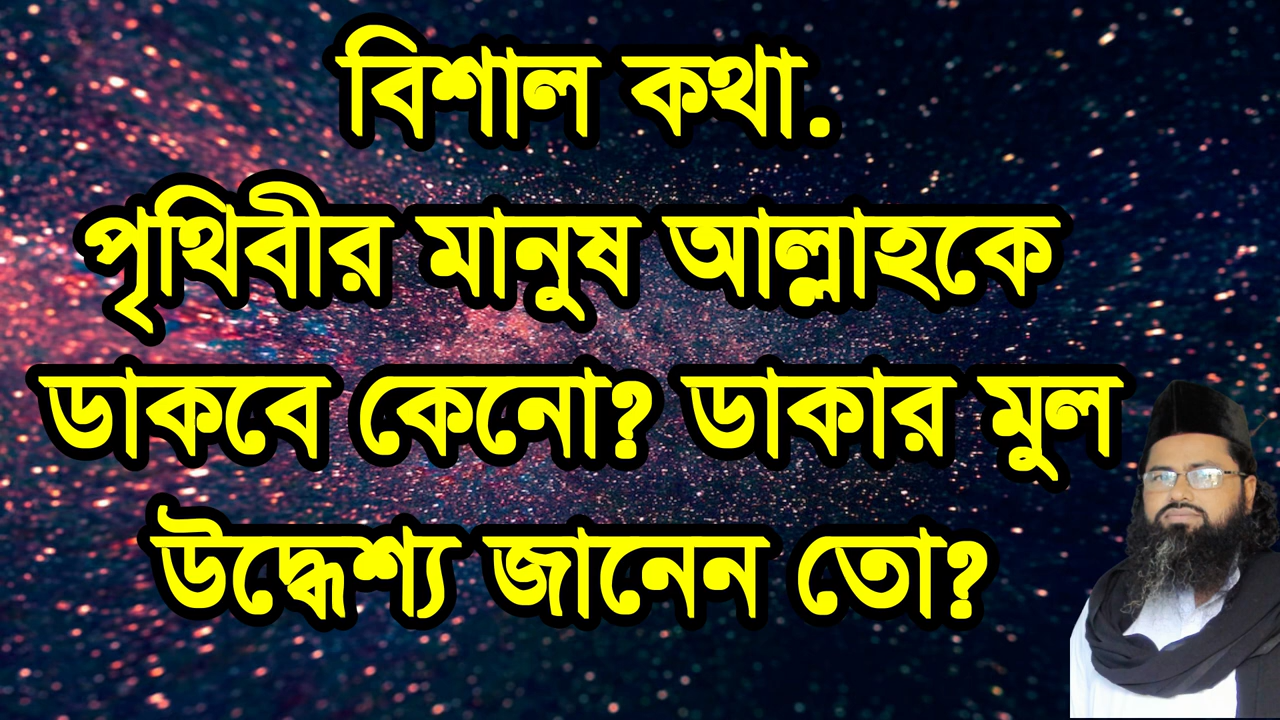 বিশাল কথা.
পৃথিবীর মানুষ আল্লাহকে
ডাকবে কেনো? ডাকার মুল
উদ্ধেশ্য জানেন তো?